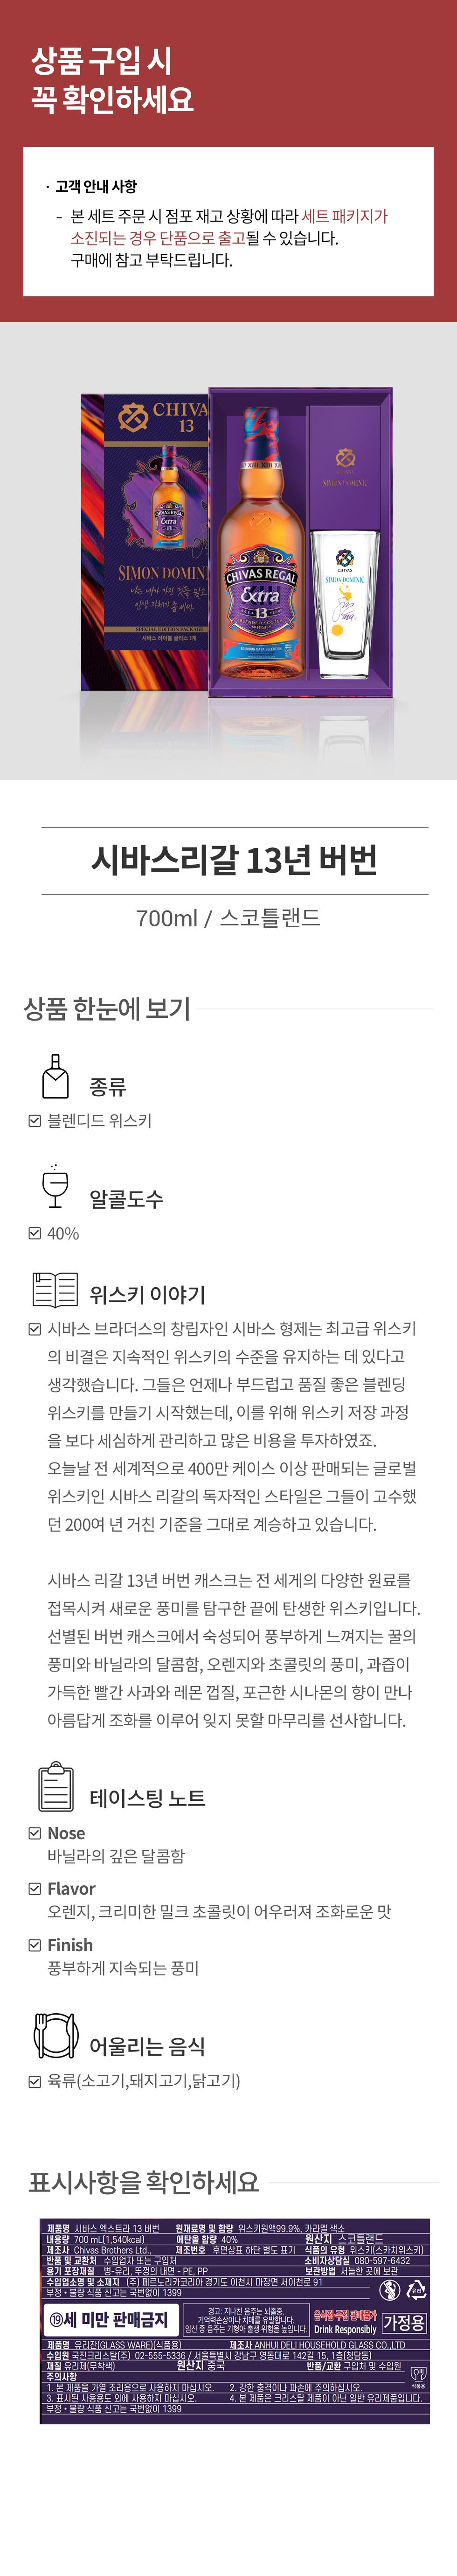 상품 구입 시
꼭 확인하세요
· 고객 안내 사항
- 본 세트 주문 시 점포 재고 상황에 따라 세트 패키지가
소진되는 경우 단품으로 출고될 수 있습니다.
구매에 참고 부탁드립니다.
CHIVA
13
CHIVAS REGAL
Extra
13
SIMON DOMIN
SPECIAL EDITION PACKAGE
시바스 하이볼 글라스 1개
XIII
CHIVAS REGAL
Extra
13
BLENDED SCOTCH
WHISKY
BOURBON CASK SELECTION
SIMON DOMINIC
CHIVAS
SIMON DOMINIC
시바스리갈 13년 버번
700ml / 스코틀랜드
상품 한눈에 보기
종류
블렌디드 위스키
알콜도수
40%
위스키 이야기
시바스 브라더스의 창립자인 시바스 형제는 최고급 위스키
의 비결은 지속적인 위스키의 수준을 유지하는 데 있다고
생각했습니다. 그들은 언제나 부드럽고 품질 좋은 블렌딩
위스키를 만들기 시작했는데, 이를 위해 위스키 저장 과정
을 보다 세심하게 관리하고 많은 비용을 투자하였죠.
오늘날 전 세계적으로 400만 케이스 이상 판매되는 글로벌
위스키인 시바스 리갈의 독자적인 스타일은 그들이 고수했
던 200여 년 거친 기준을 그대로 계승하고 있습니다.
시바스 리갈 13년 버번 캐스크는 전 세게의 다양한 원료를
접목시켜 새로운 풍미를 탐구한 끝에 탄생한 위스키입니다.
선별된 버번 캐스크에서 숙성되어 풍부하게 느껴지는 꿀의
풍미와 바닐라의 달콤함, 오렌지와 초콜릿의 풍미, 과즙이
가득한 빨간 사과와 레몬 껍질, 포근한 시나몬의 향이 만나
아름답게 조화를 이루어 잊지 못할 마무리를 선사합니다.
테이스팅 노트
Nose
바닐라의 깊은 달콤함
Flavor
오렌지, 크리미한 밀크 초콜릿이 어우러져 조화로운 맛
Finish
풍부하게 지속되는 풍미
어울리는 음식
육류(소고기,돼지고기,닭고기)
표시사항을 확인하세요
제품명 시바스 엑스트라 13 버번 원재료명 및 함량 위스키원액99.9%, 카라멜 색소
내용량 700 mL(1,540kcal) 에탄올 함량 40% 원산지 스코틀랜드
제조사 Chivas Brothers Ltd., 제조번호 후면상표 하단 별도 표기 식품의 유형 위스키(스카치위스키)
반품 및 교환처 수입업자 또는 구입처 소비자상담실 080-597-6432
용기 포장재질 병-유리, 뚜껑의 내면 - PE, PP 보관방법 서늘한 곳에 보관
수입업소명 및 소재지 (주) 페르노리카코리아 경기도 이천시 마장면 서이천로 91
부정 • 불량 식품 신고는 국번없이 1399
19세 미만 판매금지
경고: 지나친 음주는 뇌졸중,
기억력손상이나 치매를 유발합니다.
임신 중 음주는 기형아 출생 위험을 높입니다.
음식점·주점 판매불가
Drink Responsibly
가정용
제품명 유리잔(GLASS WARE)(식품용) 제조사 ANHUI DELI HOUSEHOLD GLASS CO.,LTD
수입원 국진크리스탈(주) 02-555-5336 / 서울특별시 강남구 영동대로 142길 15, 1층(청담동)
재질 유리제(무착색) 원산지 중국 반품/교환 구입처 및 수입원
주의사항
1. 본 제품을 가열 조리용으로 사용하지 마십시오. 2. 강한 충격이나 파손에 주의하십시오.
3. 표시된 사용용도 외에 사용하지 마십시오. 4. 본 제품은 크리스탈 제품이 아닌 일반 유리제품입니다.
부정 • 불량 식품 신고는 국번없이 1399
식품용